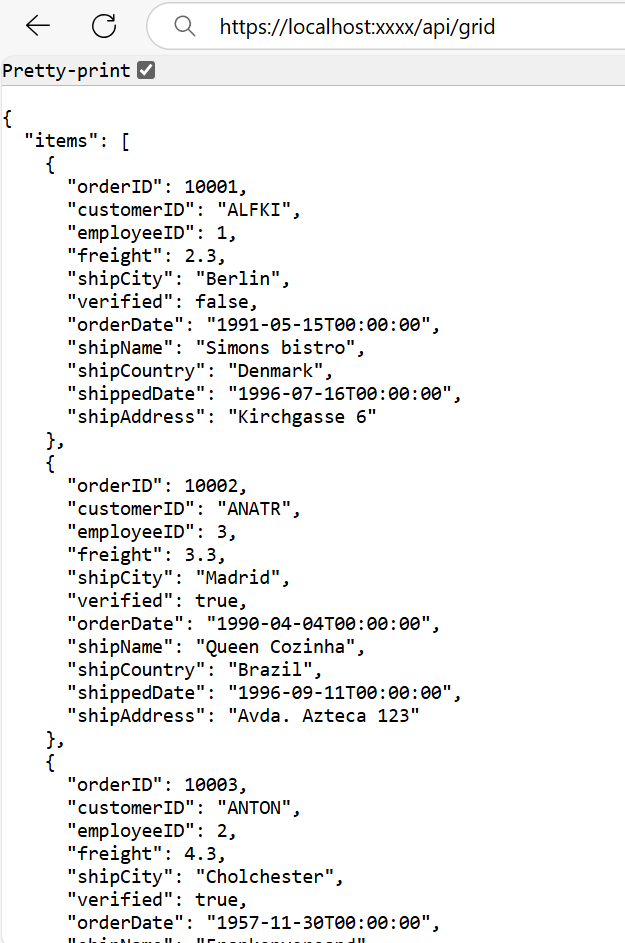 https://localhost:xxxx/api/grid
Pretty-print
{
  "items": [
    {
      "orderID": 10001,
      "customerID": "ALFKI",
      "employeeID": 1,
      "freight": 2.3,
      "shipCity": "Berlin",
      "verified": false,
      "orderDate": "1991-05-15T00:00:00",
      "shipName": "Simons bistro",
      "shipCountry": "Denmark",
      "shippedDate": "1996-07-16T00:00:00",
      "shipAddress": "Kirchgasse 6"
    },
    {
      "orderID": 10002,
      "customerID": "ANATR",
      "employeeID": 3,
      "freight": 3.3,
      "shipCity": "Madrid",
      "verified": true,
      "orderDate": "1990-04-04T00:00:00",
      "shipName": "Queen Cozinha",
      "shipCountry": "Brazil",
      "shippedDate": "1996-09-11T00:00:00",
      "shipAddress": "Avda. Azteca 123"
    },
    {
      "orderID": 10003,
      "customerID": "ANTON",
      "employeeID": 2,
      "freight": 4.3,
      "shipCity": "Cholchester",
      "verified": true,
      "orderDate": "1957-11-30T00:00:00",